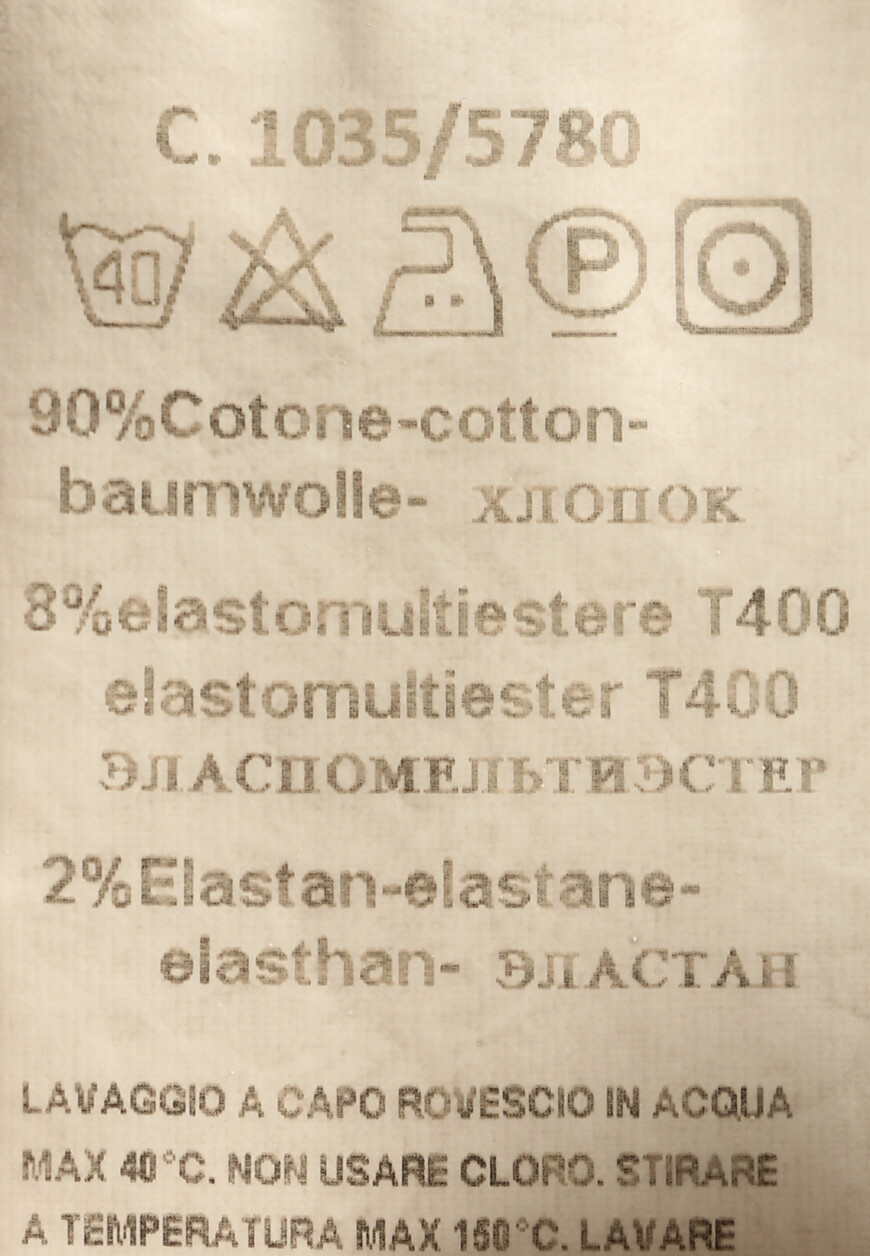 C. 1035/5780
40 P
90%Cotone-cotton-
baumwolle- хлопок
8%elastomultiestere T400
elastomultiester T400
ЭЛАСПОМЕЛЬТИЭСТЕР
2%Elastan-elastane-
elasthan- ЭЛАСТАН
LAVAGGIO A CAPO ROVESCIO IN ACQUA
MAX 40°C. NON USARE CLORO. STIRARE
A TEMPERATURA MAX 150°C. LAVARE